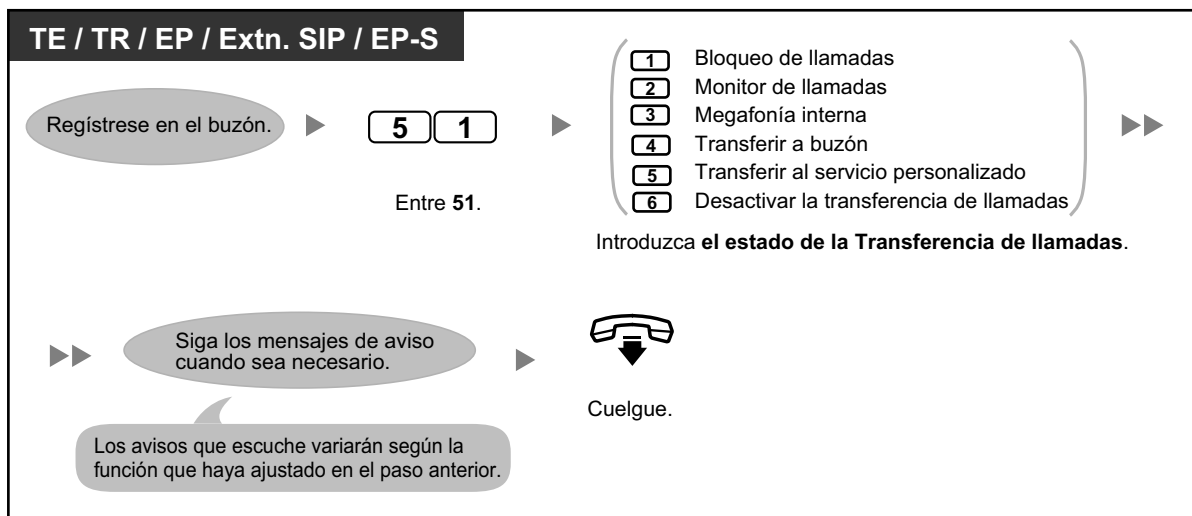 TE / TR / EP / Extn. SIP / EP-S
Regístrese en el buzón.
5 1
Entre 51.
1 Bloqueo de llamadas
2 Monitor de llamadas
3 Megafonía interna
4 Transferir a buzón
5 Transferir al servicio personalizado
6 Desactivar la transferencia de llamadas
Introduzca el estado de la Transferencia de llamadas.
Siga los mensajes de aviso
cuando sea necesario.
Los avisos que escuche variarán según la
función que haya ajustado en el paso anterior.
Cuelgue.